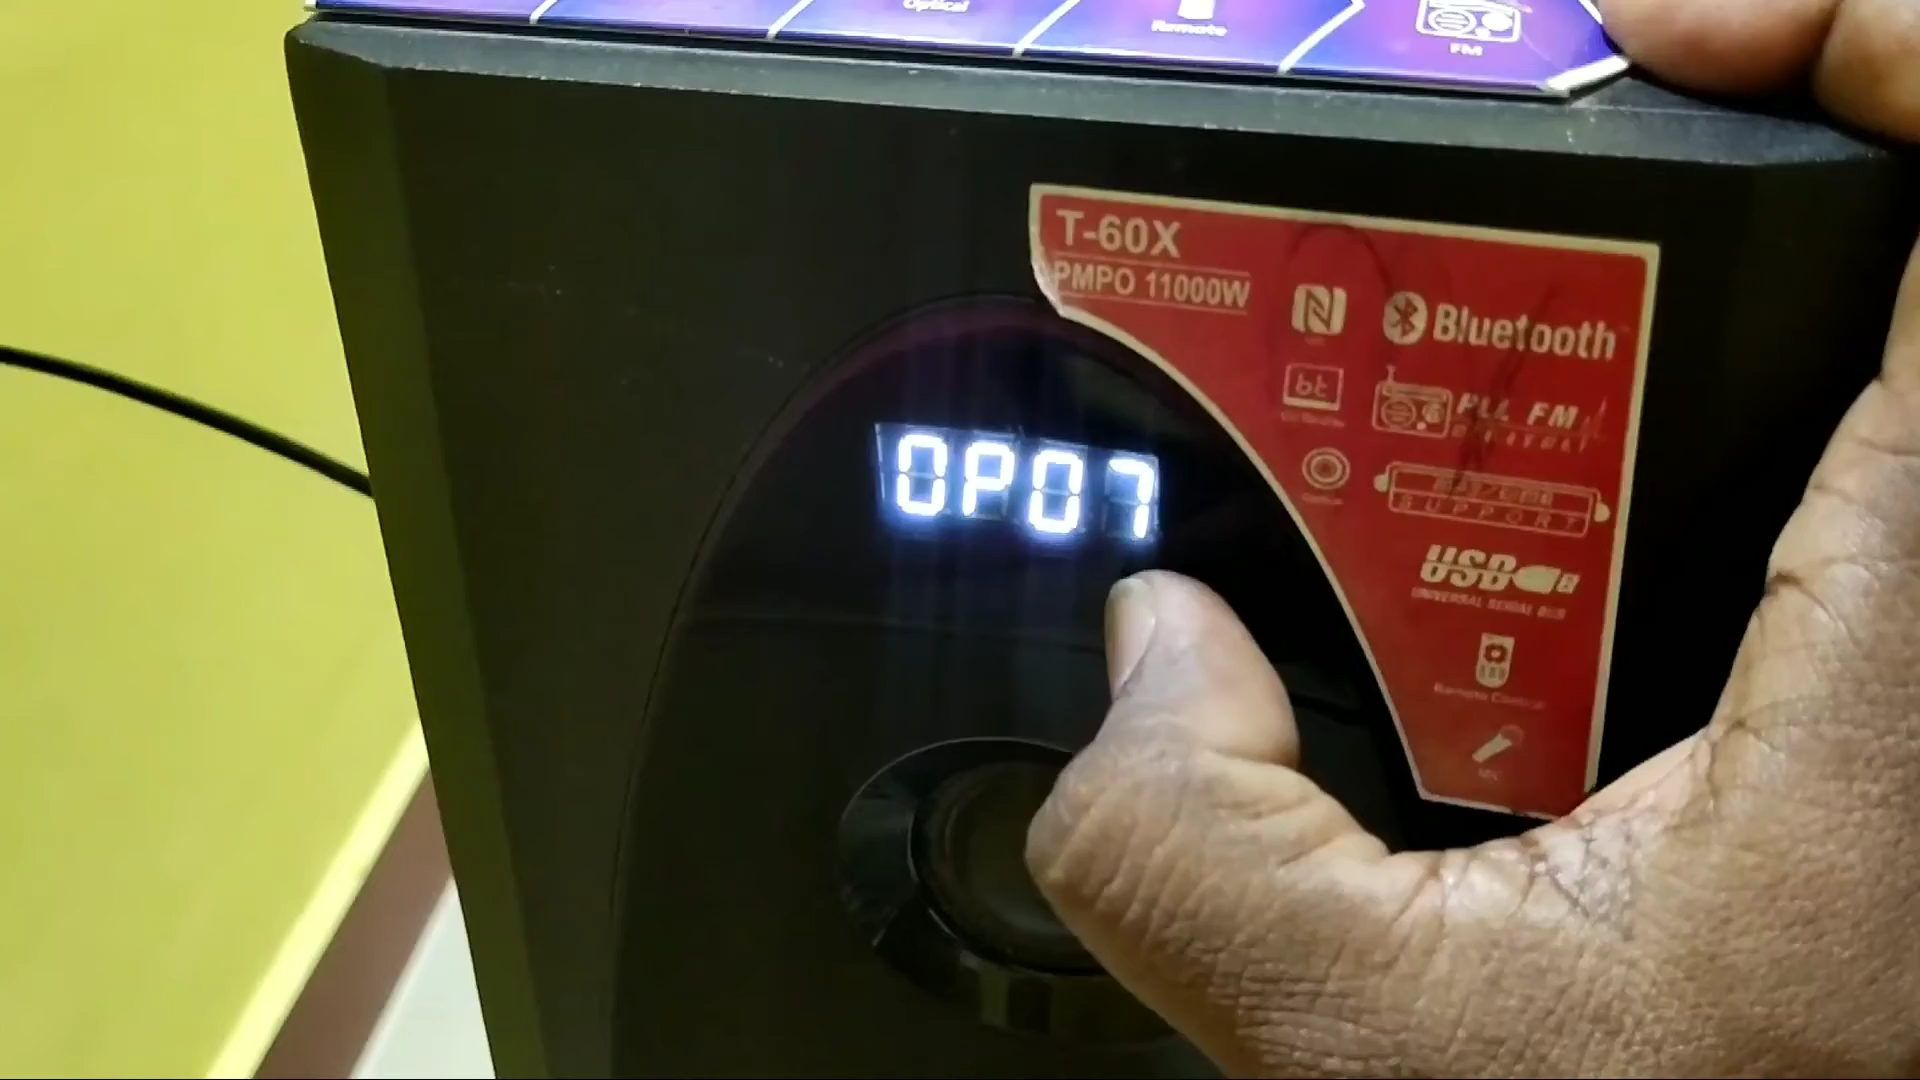 Optical
Remote
FM
T-60X
PMPO 11000W
Bluetooth
bt
PLL FM
SUPPORT
USB
UNIVERSAL SERIAL BUS
Remote Control
0P07